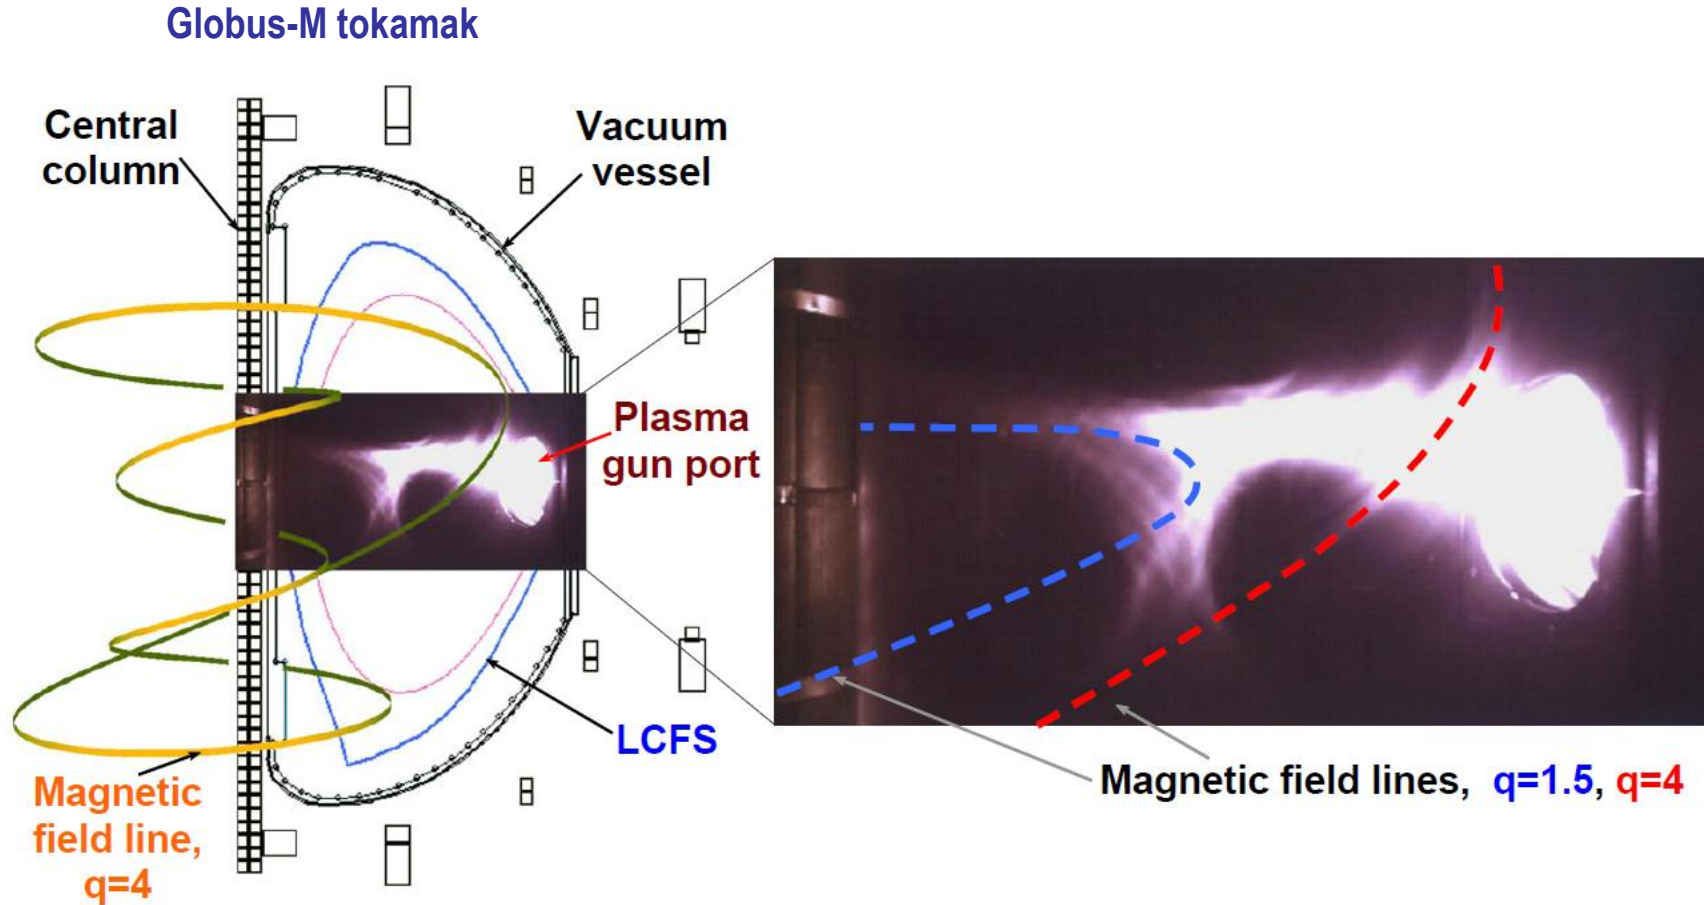 Globus-M tokamak
Central
column
Vacuum
vessel
Plasma
gun port
LCFS
Magnetic
field line,
q=4
Magnetic field lines, q=1.5, q=4